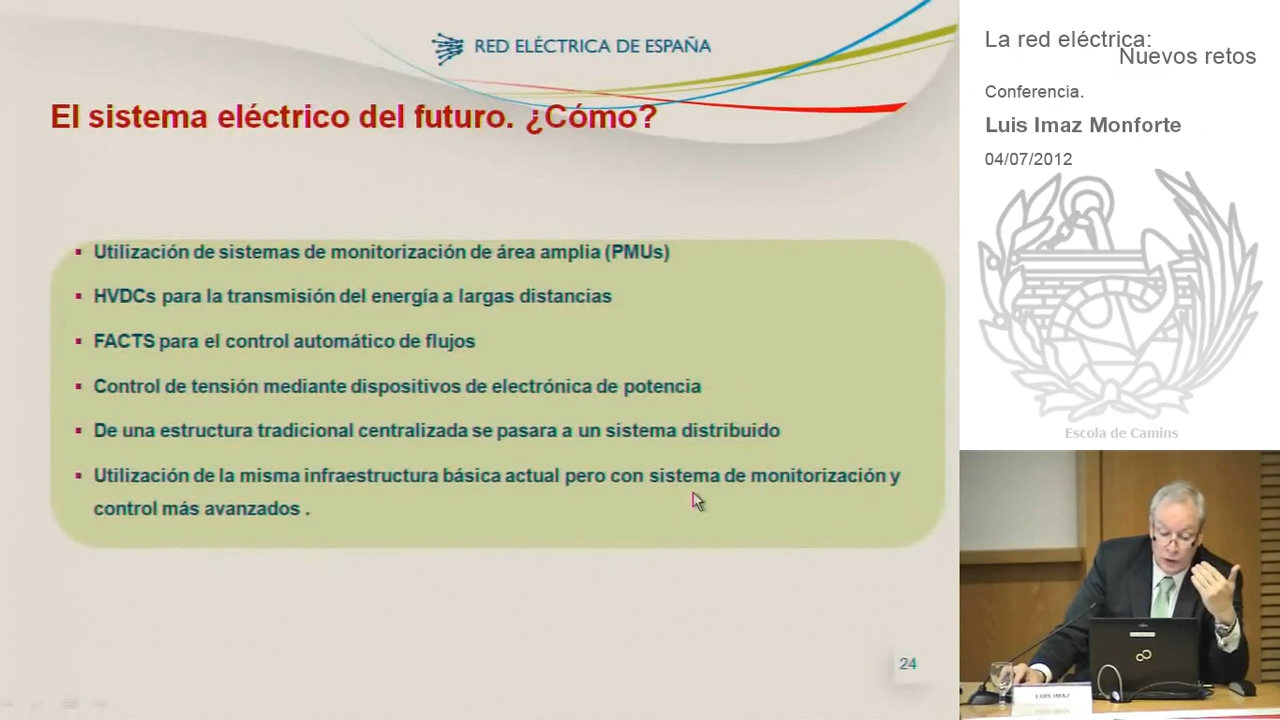 RED ELÉCTRICA DE ESPAÑA
El sistema eléctrico del futuro. ¿Cómo?
▪ Utilización de sistemas de monitorización de área amplia (PMUs)
▪ HVDCs para la transmisión del energía a largas distancias
▪ FACTS para el control automático de flujos
▪ Control de tensión mediante dispositivos de electrónica de potencia
▪ De una estructura tradicional centralizada se pasara a un sistema distribuido
▪ Utilización de la misma infraestructura básica actual pero con sistema de monitorización y
control más avanzados .
24
La red eléctrica:
Nuevos retos
Conferencia.
Luis Imaz Monforte
04/07/2012
Escola de Camins
LUIS IMAZ